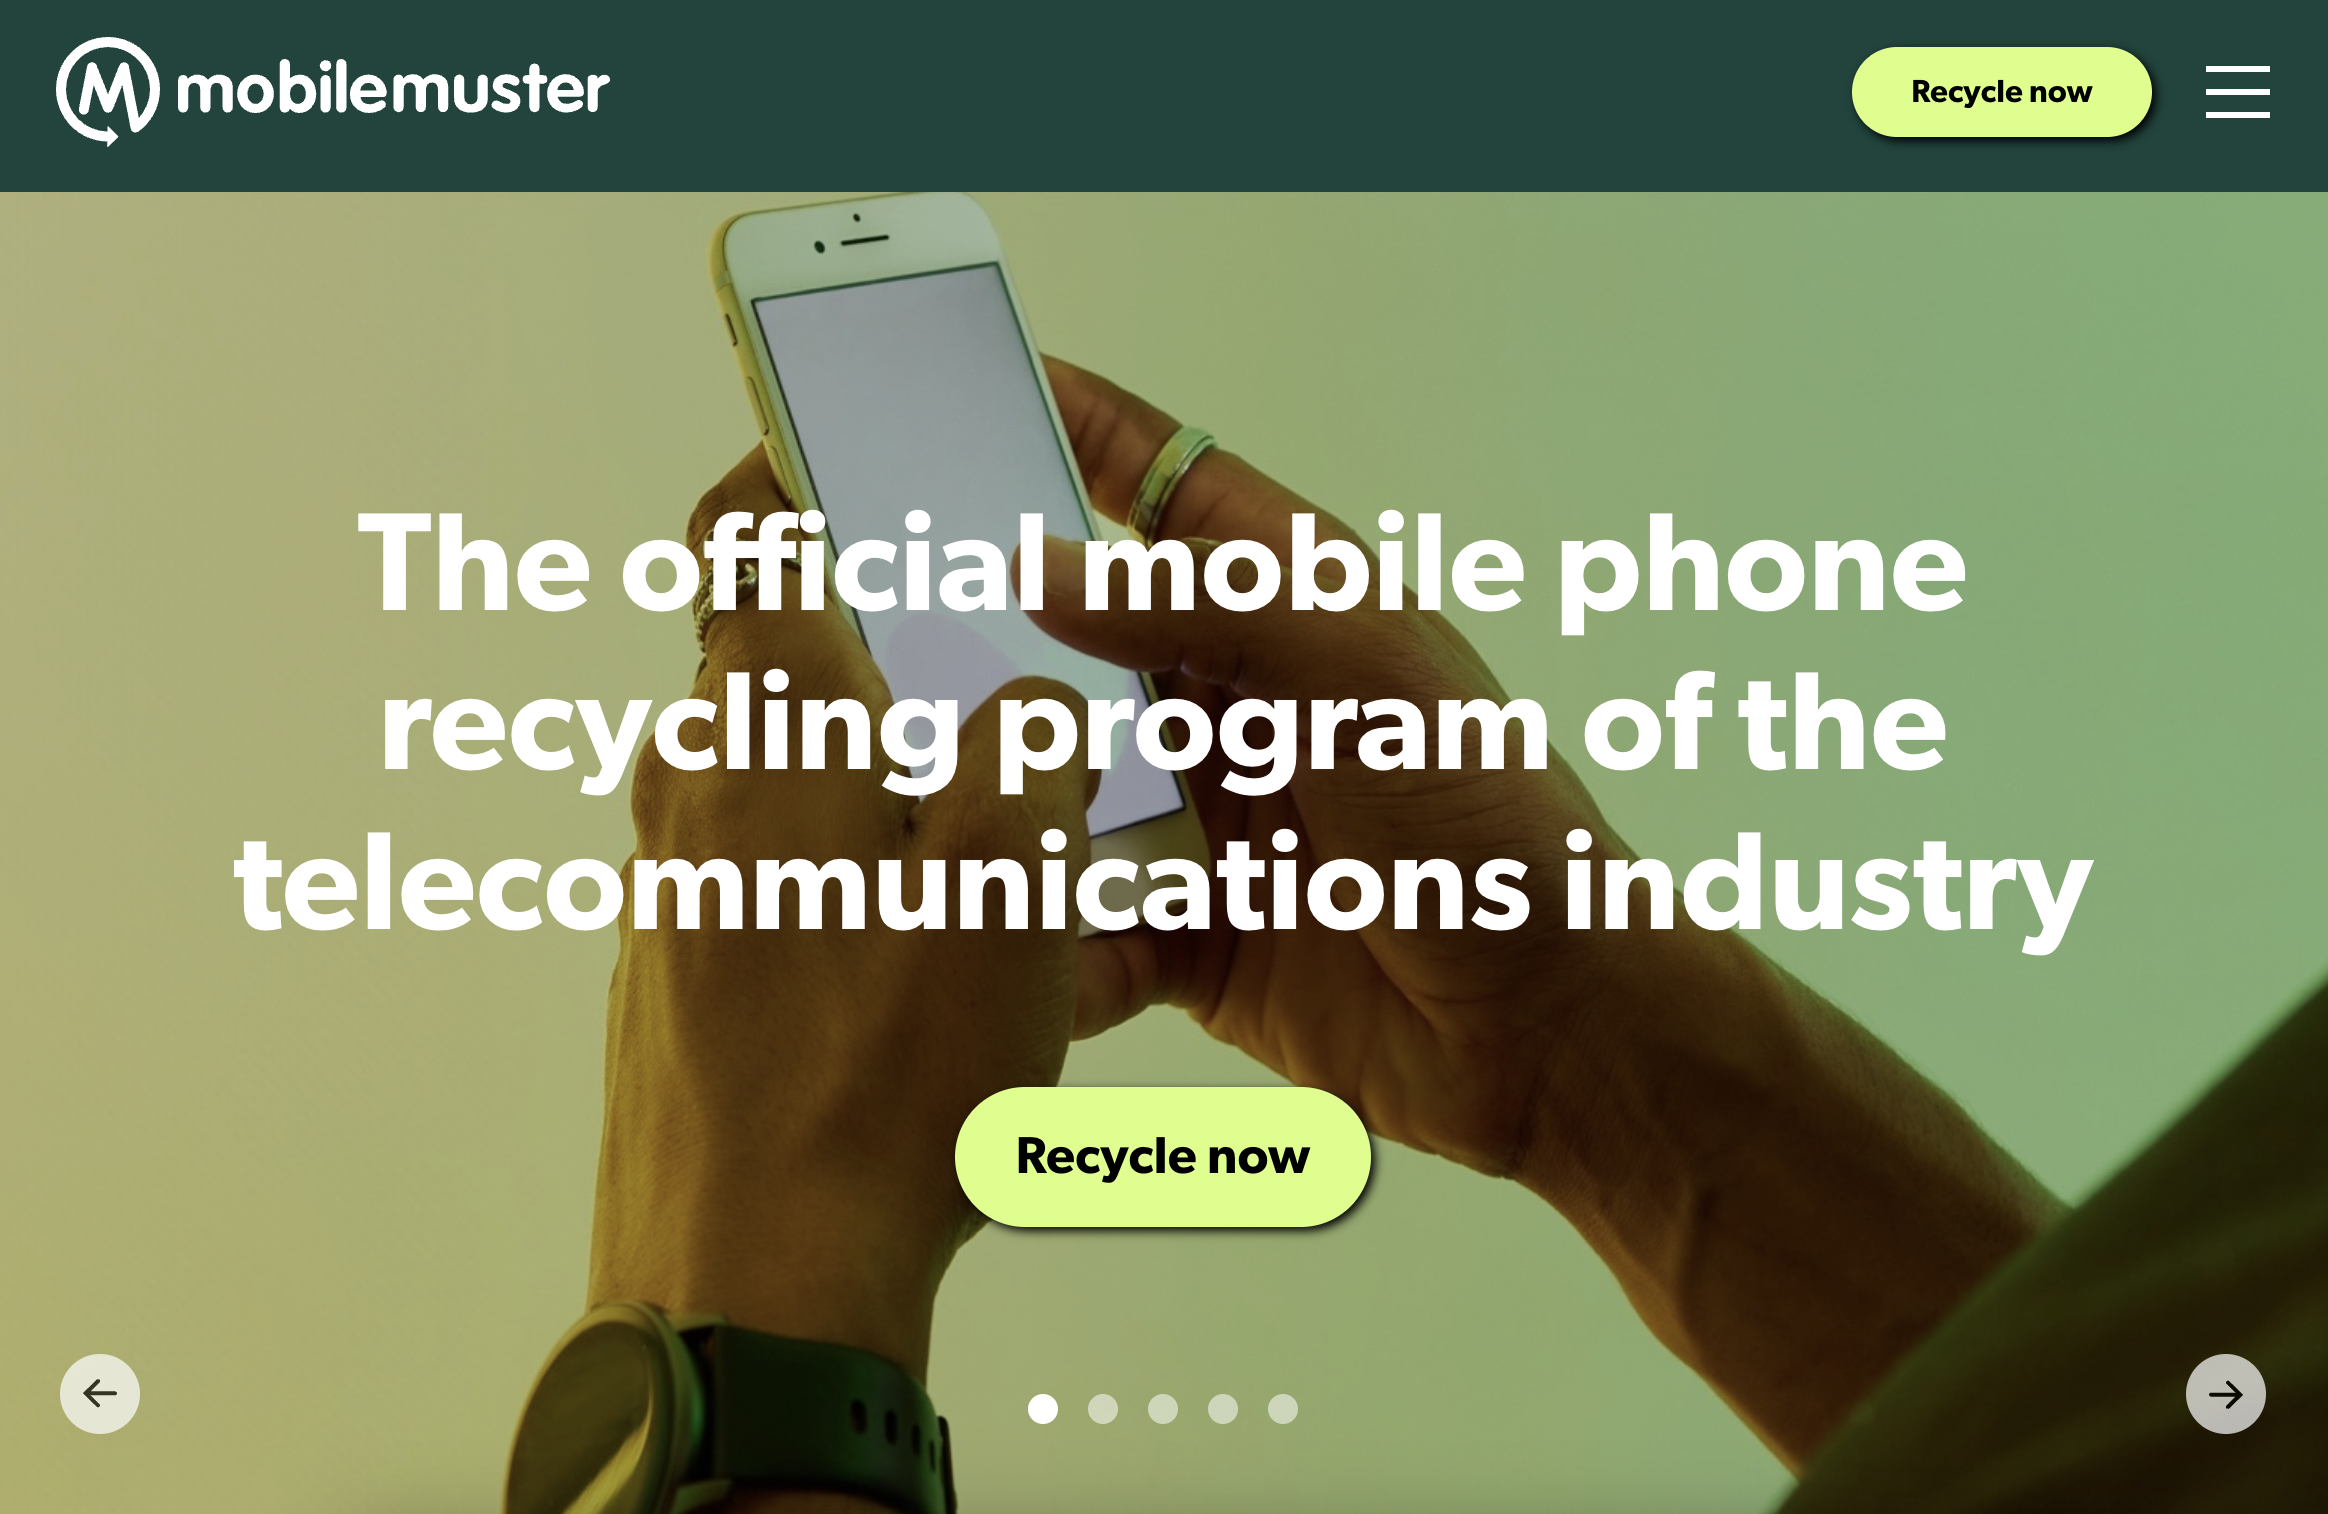 mobilemuster
Recycle now
The official mobile phone
recycling program of the
telecommunications industry
Recycle now